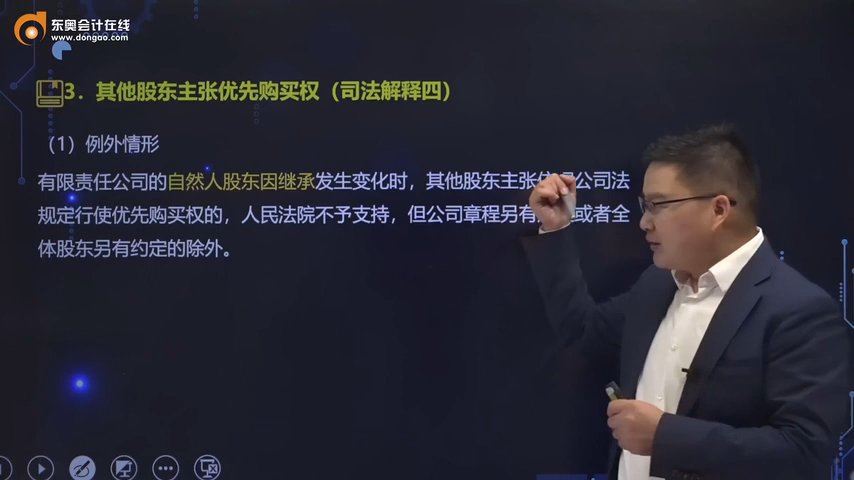 东奥会计在线
www.dongao.com
3．其他股东主张优先购买权（司法解释四）
（1）例外情形
有限责任公司的自然人股东因继承发生变化时，其他股东主张依 公司法
规定行使优先购买权的，人民法院不予支持，但公司章程另有 或者全
体股东另有约定的除外。